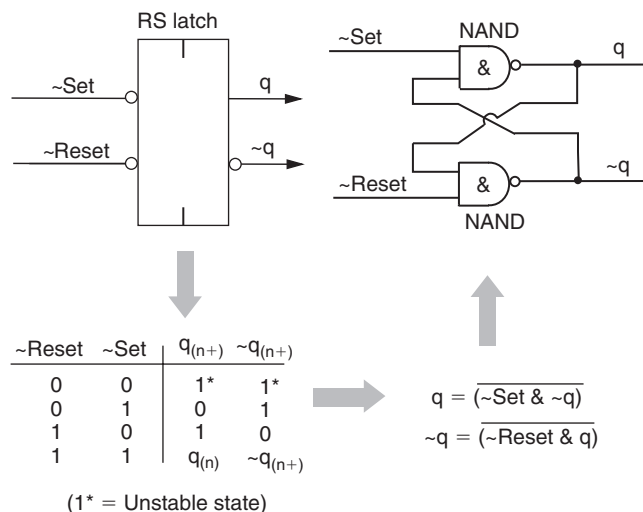 RS latch
~Set
q
~Reset
~q
NAND
~Set
&
q
~Reset
&
~q
NAND
~Reset ~Set q(n+) ~q(n+)
0 0 1* 1*
0 1 0 1
1 0 1 0
1 1 q(n) ~q(n+)
(1* = Unstable state)
q = (~Set & ~q)
~q = (~Reset & q)